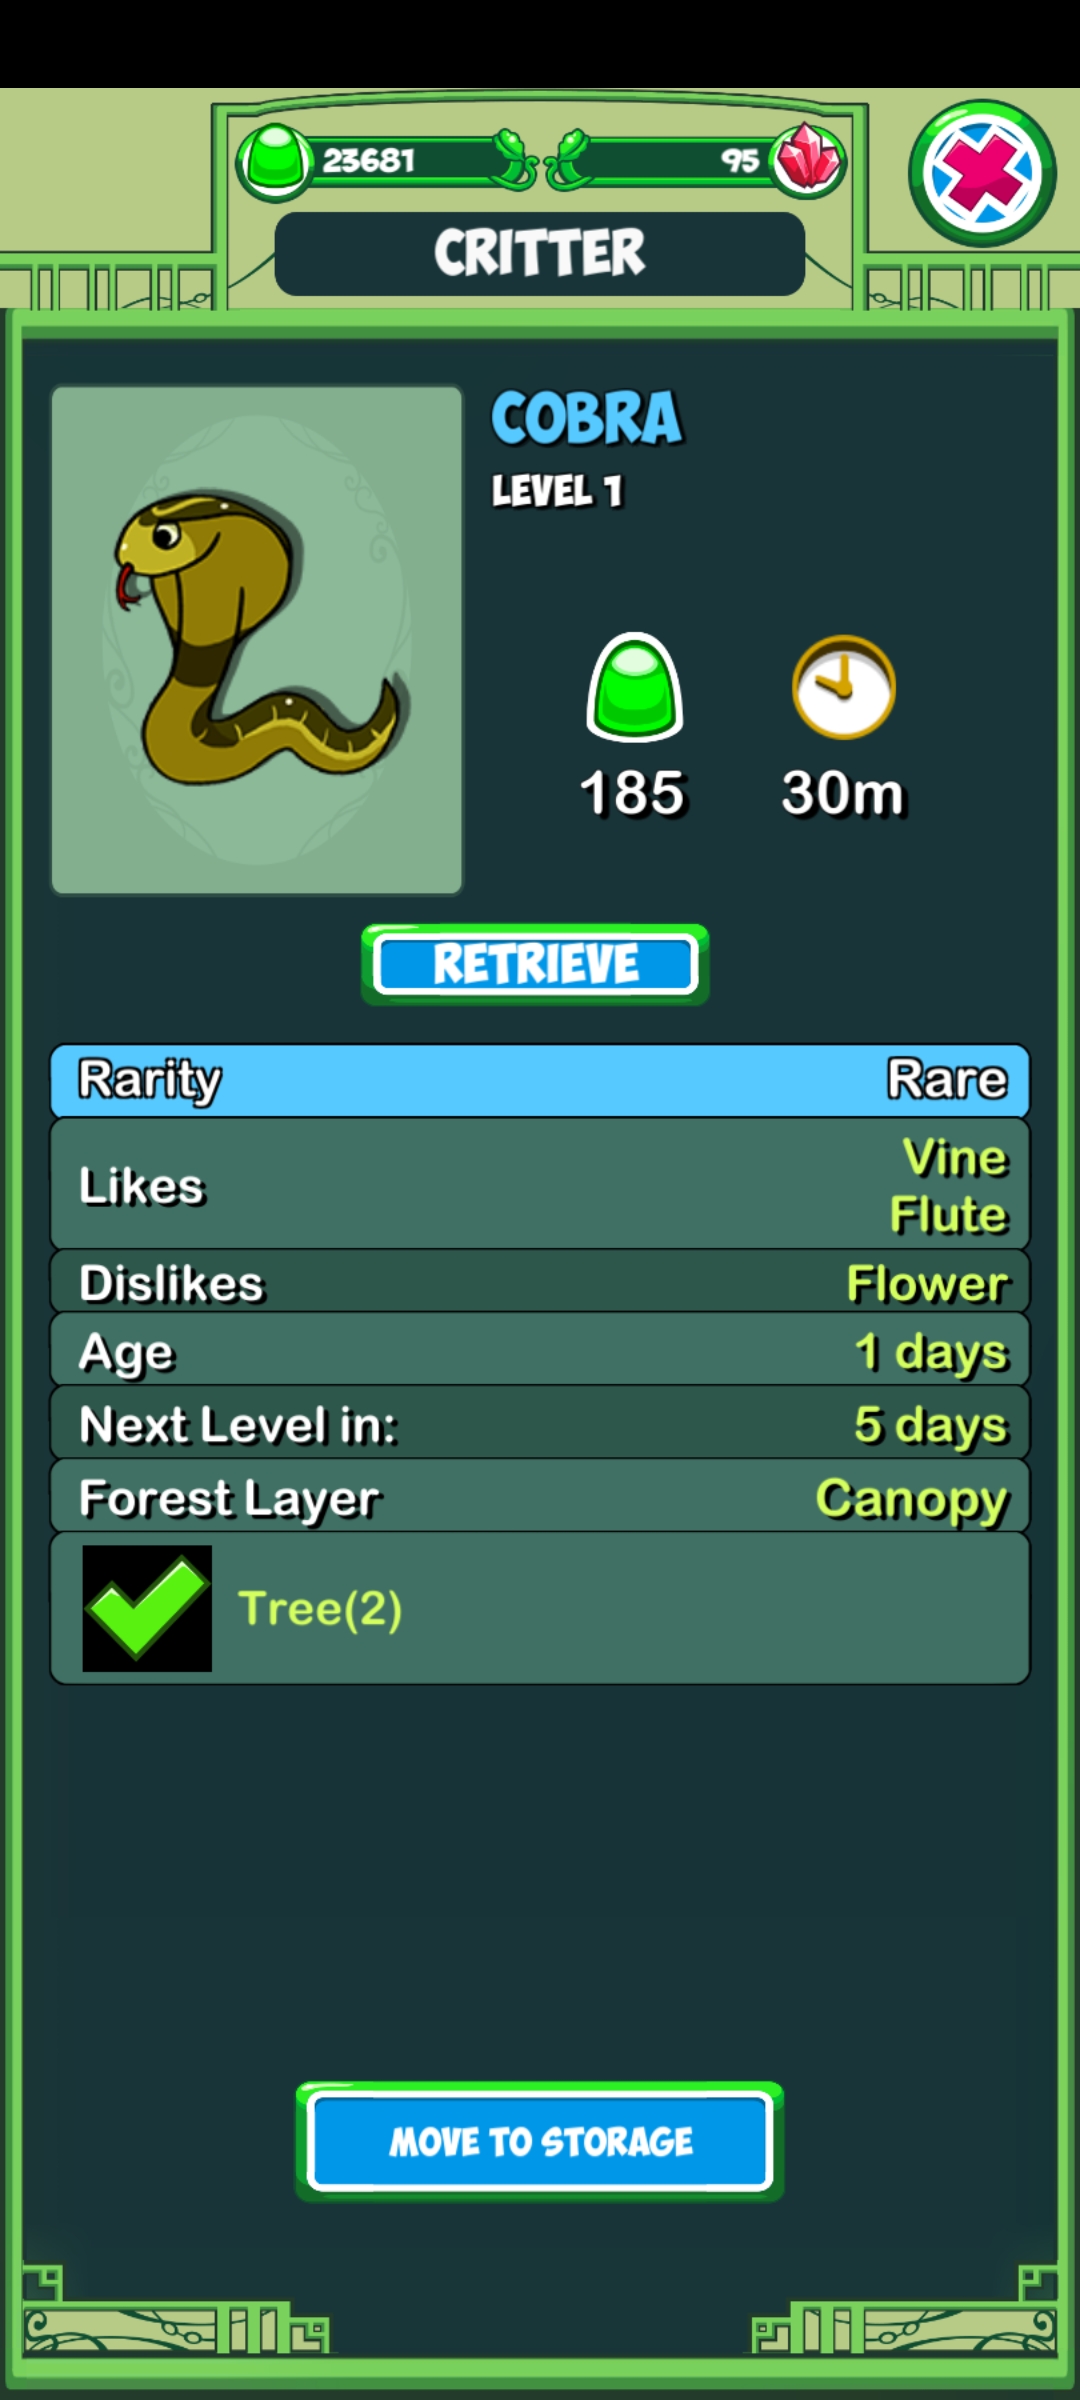 23681 95
CRITTER
COBRA
LEVEL 1
185 30m
RETRIEVE
Rarity Rare
Likes Vine
Flute
Dislikes Flower
Age 1 days
Next Level in: 5 days
Forest Layer Canopy
Tree(2)
MOVE TO STORAGE